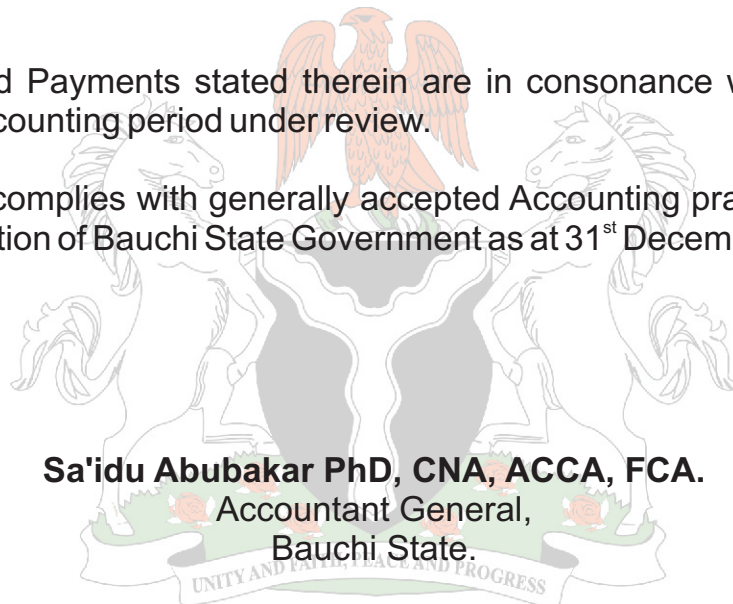 d Payments stated therein are in consonance w
counting period under review.
complies with generally accepted Accounting pra
tion of Bauchi State Government as at 31st Decem
Sa'idu Abubakar PhD, CNA, ACCA, FCA.
Accountant General,
Bauchi State.
UNITY AND FAITH, PEACE AND PROGRESS